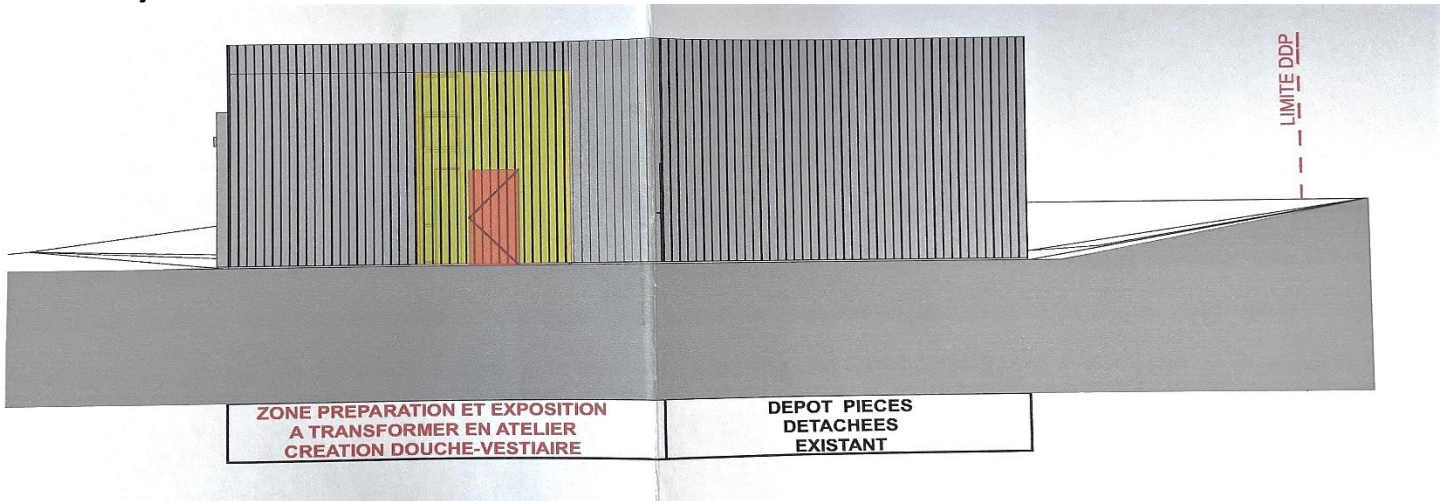 LIMITE DDP
ZONE PREPARATION ET EXPOSITION
A TRANSFORMER EN ATELIER
CREATION DOUCHE-VESTIAIRE
DEPOT PIECES
DETACHEES
EXISTANT